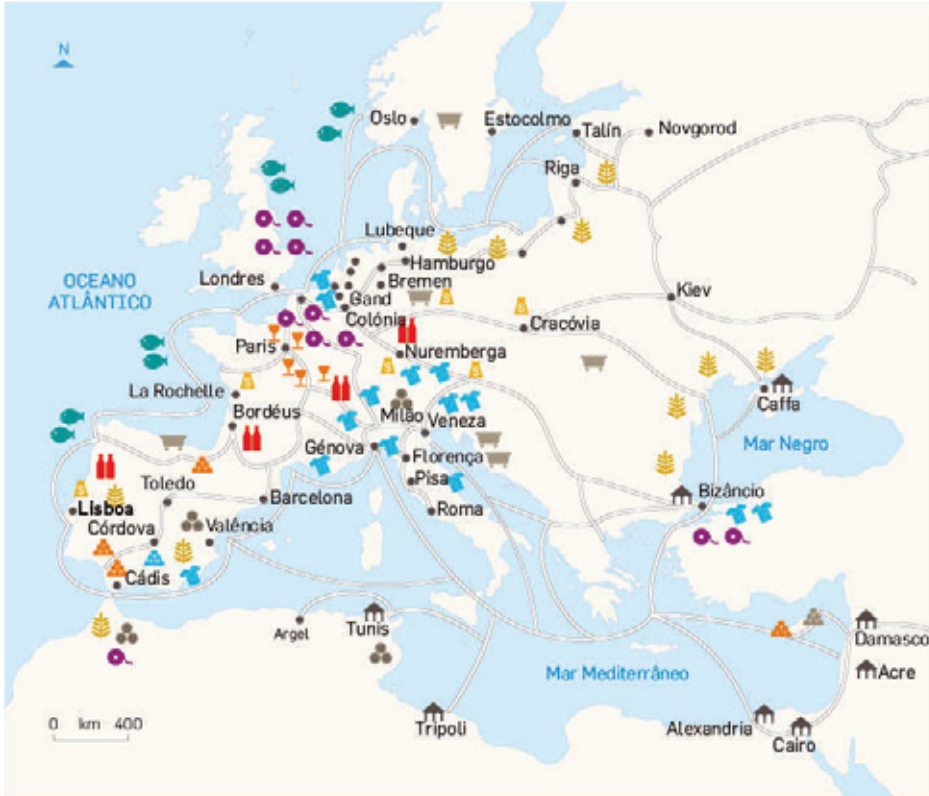 N
Oslo
Estocolmo
Talín
Novgorod
Riga
Lubeque
Hamburgo
Bremen
Londres
OCEANO
ATLÂNTICO
Gand
Colónia
Kiev
Cracóvia
Paris
Nuremberga
La Rochelle
Caffa
Bordéus
Milão
Veneza
Génova
Mar Negro
Florença
Toledo
Pisa
Bizâncio
Barcelona
Lisboa
Roma
Córdova
Valência
Cádis
Argel
Tunis
Damasco
Mar Mediterrâneo
Acre
0 km 400
Trípoli
Alexandria
Cairo